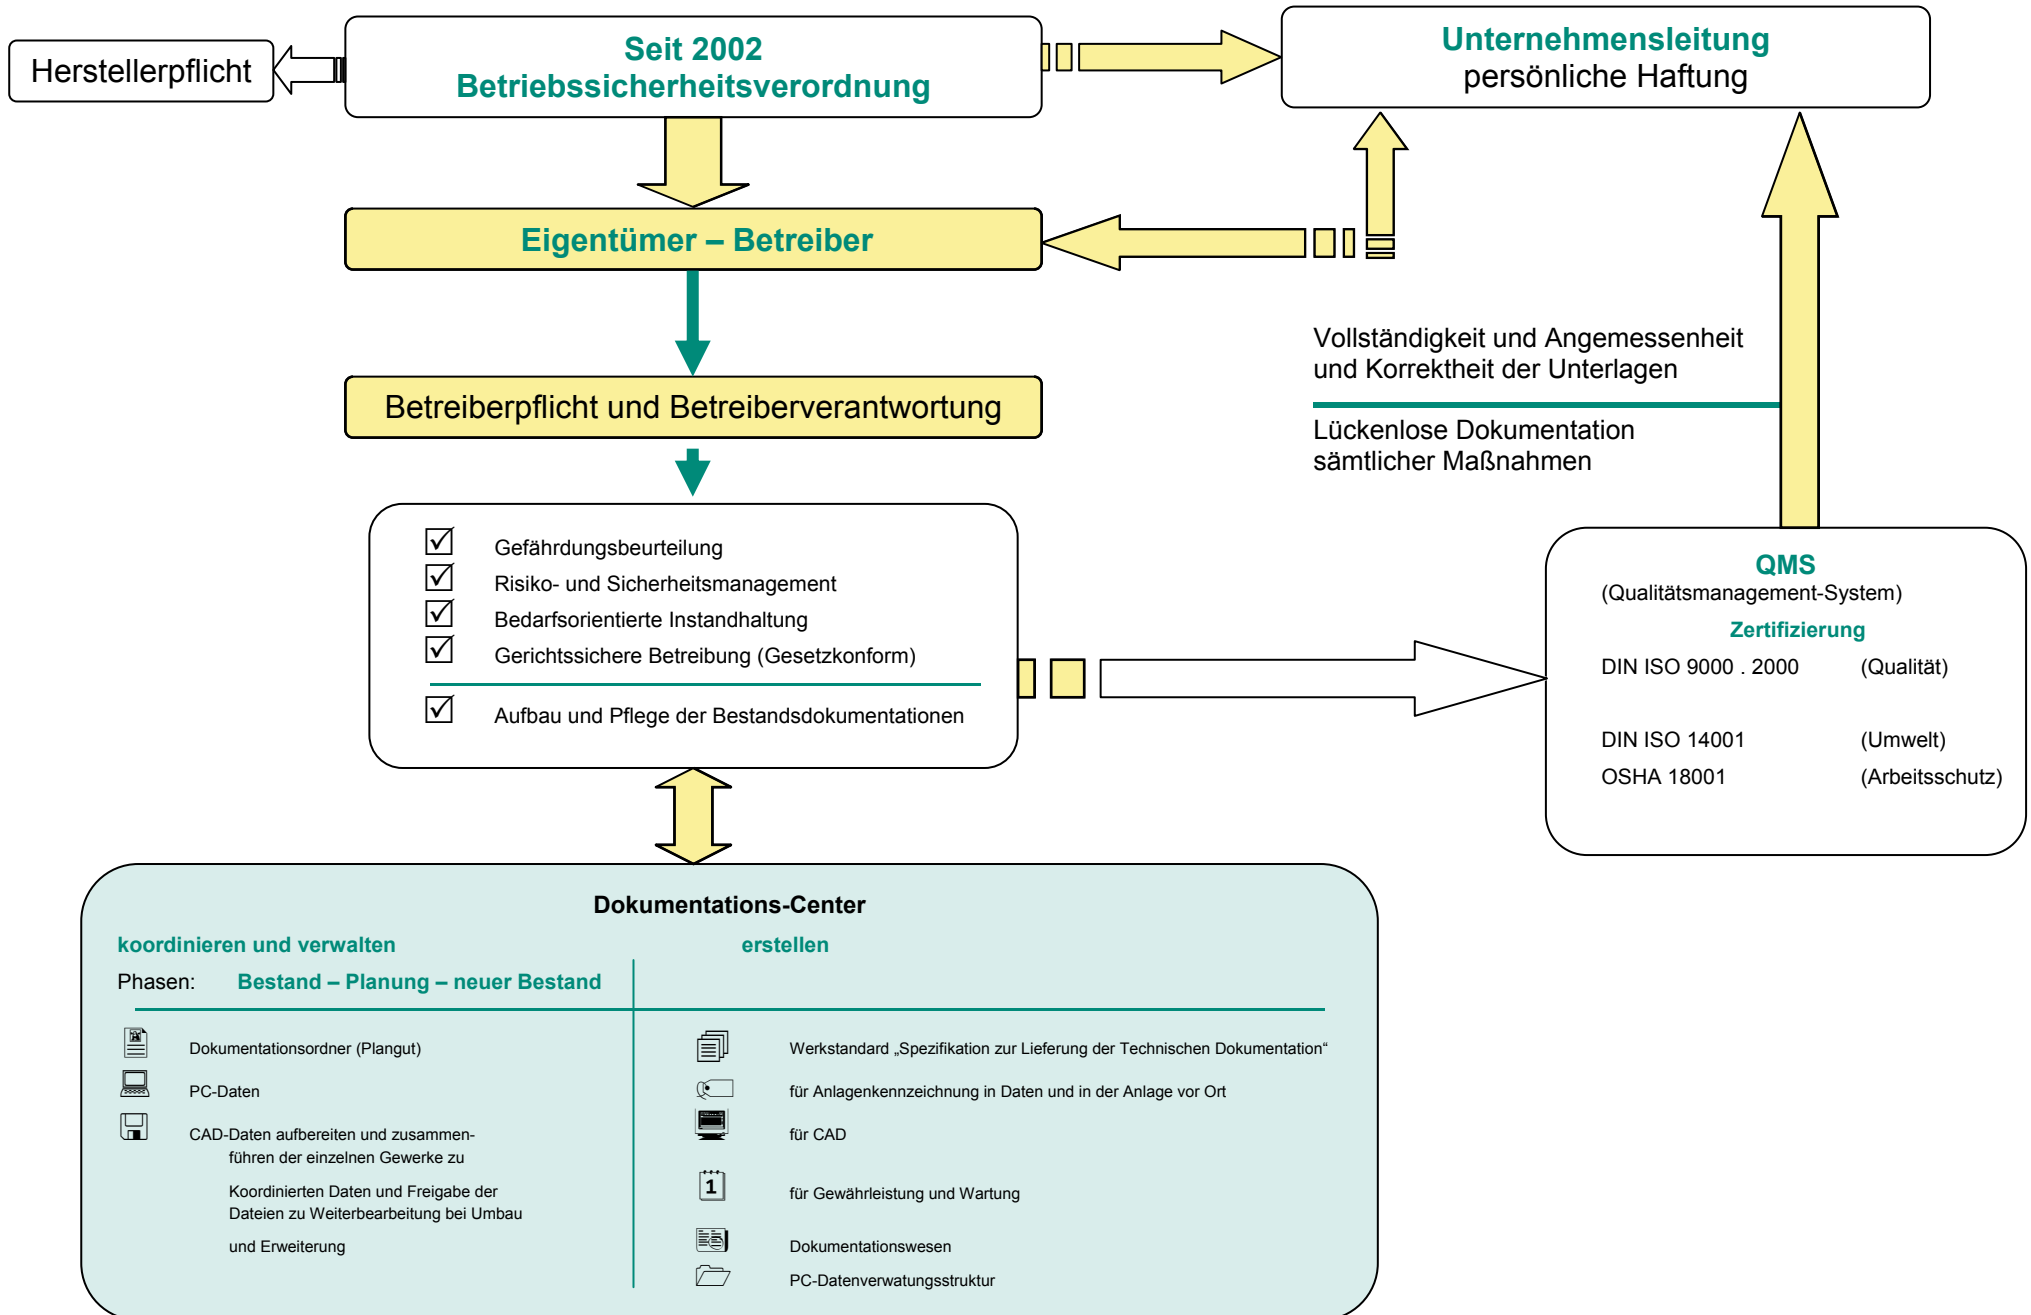 Herstellerpflicht
Seit 2002
Betriebssicherheitsverordnung
Unternehmensleitung
persönliche Haftung
Eigentümer – Betreiber
Betreiberpflicht und Betreiberverantwortung
Vollständigkeit und Angemessenheit
und Korrektheit der Unterlagen
Lückenlose Dokumentation
sämtlicher Maßnahmen
Gefährdungsbeurteilung
Risiko- und Sicherheitsmanagement
Bedarfsorientierte Instandhaltung
Gerichtssichere Betreibung (Gesetzkonform)
Aufbau und Pflege der Bestandsdokumentationen
QMS
(Qualitätsmanagement-System)
Zertifizierung
DIN ISO 9000 . 2000 (Qualität)
DIN ISO 14001 (Umwelt)
OSHA 18001 (Arbeitsschutz)
Dokumentations-Center
koordinieren und verwalten
Phasen: Bestand – Planung – neuer Bestand
Dokumentationsordner (Plangut)
PC-Daten
CAD-Daten aufbereiten und zusammen-
führen der einzelnen Gewerke zu
Koordinierten Daten und Freigabe der
Dateien zu Weiterbearbeitung bei Umbau
und Erweiterung
erstellen
Werkstandard „Spezifikation zur Lieferung der Technischen Dokumentation“
für Anlagenkennzeichnung in Daten und in der Anlage vor Ort
für CAD
1
für Gewährleistung und Wartung
Dokumentationswesen
PC-Datenverwatungsstruktur